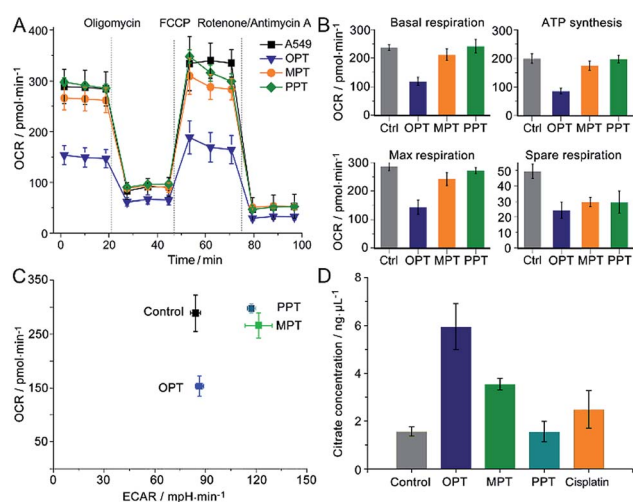 A
Oligomycin
FCCP
Rotenone/Antimycin A
OCR / pmol·min⁻¹
400
350
300
250
200
150
100
50
0
A549
OPT
MPT
PPT
0
20
40
60
80
100
Time / min
B
Basal respiration
OCR / pmol·min⁻¹
300
200
100
0
Ctrl OPT MPT PPT
ATP synthesis
300
200
100
0
Ctrl OPT MPT PPT
Max respiration
OCR / pmol·min⁻¹
300
200
100
0
Ctrl OPT MPT PPT
Spare respiration
50
40
30
20
10
0
Ctrl OPT MPT PPT
C
OCR / pmol·min⁻¹
350
300
250
200
150
100
50
0
Control
PPT
MPT
OPT
0
30
60
90
120
150
ECAR / mpH·min⁻¹
D
Citrate concentration / ng·µL⁻¹
8
6
4
2
0
Control OPT MPT PPT Cisplatin